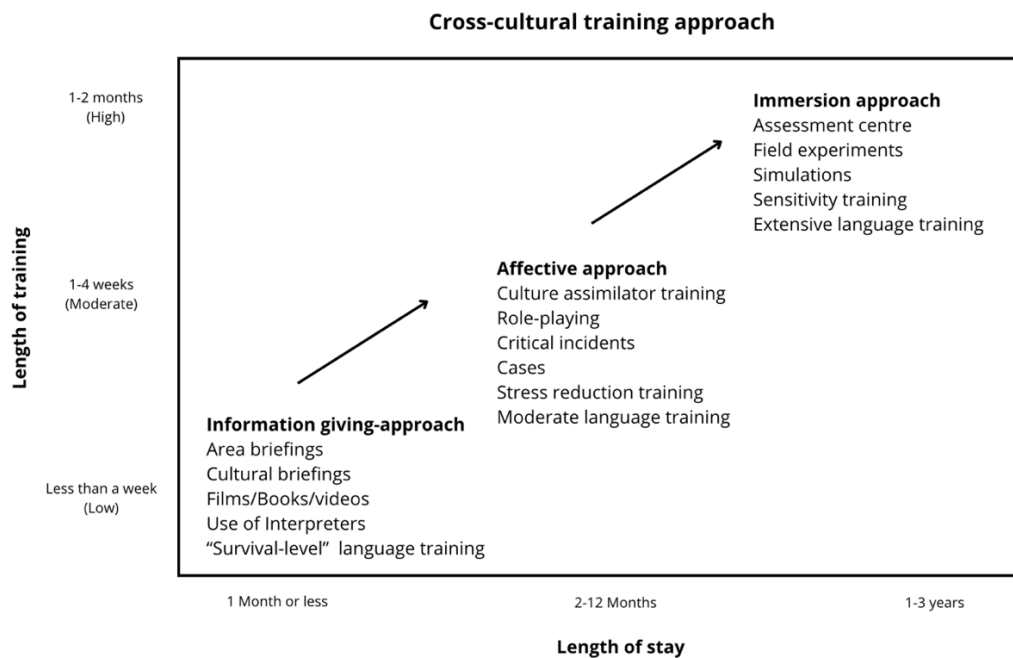 Cross-cultural training approach
1-2 months
(High)
Immersion approach
Assessment centre
Field experiments
Simulations
Sensitivity training
Extensive language training
Length of training
1-4 weeks
(Moderate)
Affective approach
Culture assimilator training
Role-playing
Critical incidents
Cases
Stress reduction training
Moderate language training
Information giving-approach
Area briefings
Cultural briefings
Films/Books/videos
Use of Interpreters
“Survival-level” language training
Less than a week
(Low)
1 Month or less
2-12 Months
1-3 years
Length of stay